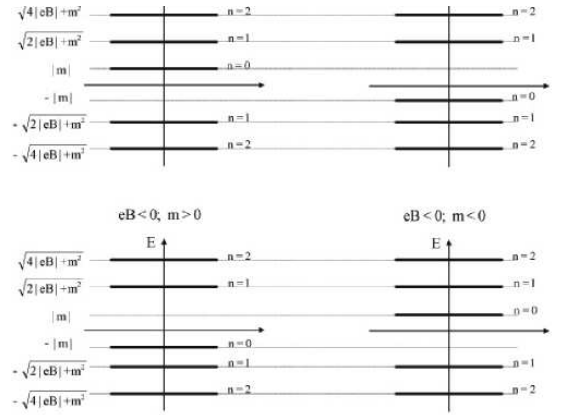 √4|eB|+m² n=2 n=2
√2|eB|+m² n=1 n=1
|m| n=0
- |m| n=0
- √2|eB|+m² n=1 n=1
- √4|eB|+m² n=2 n=2
eB<0; m>0 eB<0; m<0
E E
√4|eB|+m² n=2 n=2
√2|eB|+m² n=1 n=1
|m| n=0
- |m| n=0
- √2|eB|+m² n=1 n=1
- √4|eB|+m² n=2 n=2